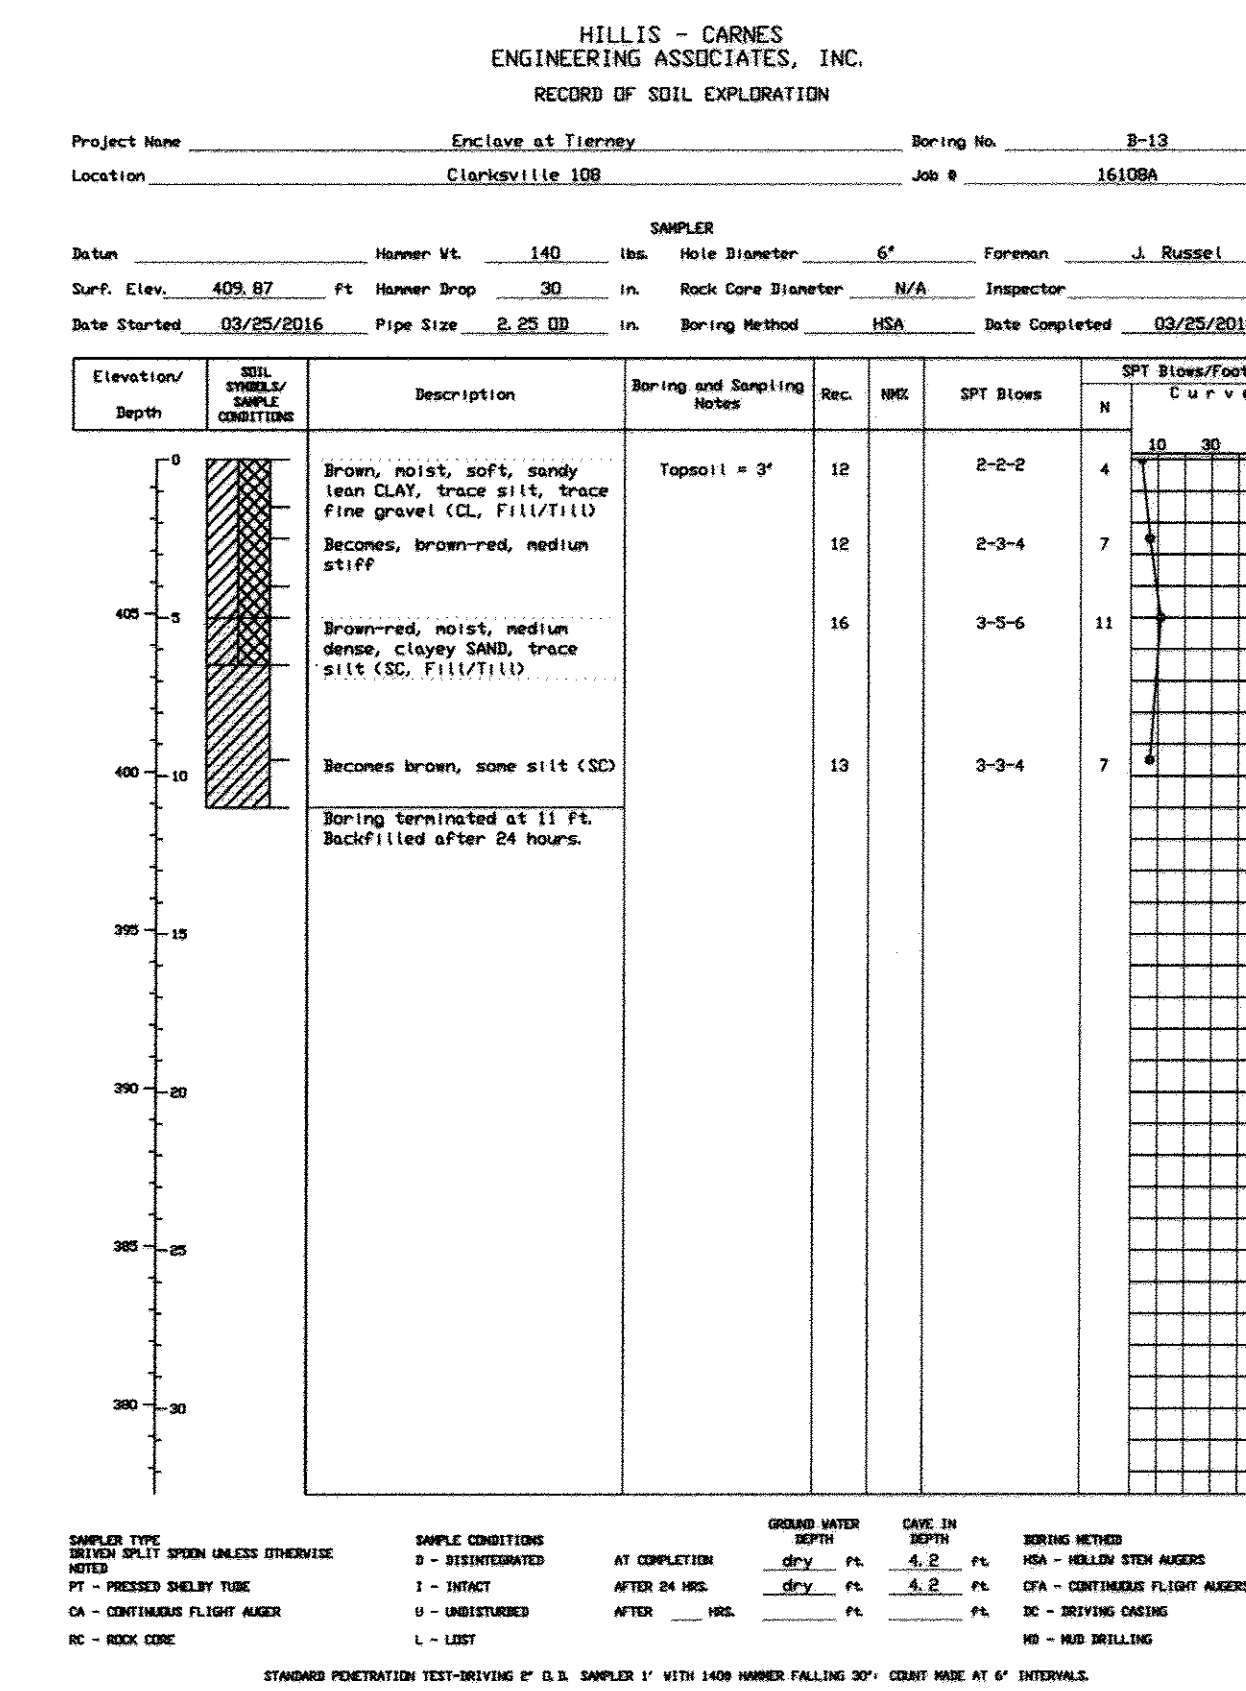 HILLIS - CARNES
ENGINEERING ASSOCIATES, INC.
RECORD OF SOIL EXPLORATION
Project Name Enclave at Tierney Boring No. B-13
Location Clarksville 108 Job # 16108A
SAMPLER
Datum Hammer Wt. 140 lbs. Hole Diameter 6" Foreman J. Russel
Surf. Elev. 409.87 ft Hammer Drop 30 in. Rock Core Diameter N/A Inspector
Date Started 03/25/2016 Pipe Size 2.25 OD in. Boring Method HSA Date Completed 03/25/201
Elevation/ Depth
SOIL SYMBOLS/ SAMPLE CONDITIONS
Description
Boring and Sampling Notes
Rec.
NM%
SPT Blows
SPT Blows/Foot
Curve
N
10 30
0
Brown, moist, soft, sandy Topsoil = 3" 12 2-2-2 4
lean CLAY, trace silt, trace
fine gravel (CL, Fill/Till)
Becomes, brown-red, medium 12 2-3-4 7
stiff
405 5
Brown-red, moist, medium 16 3-5-6 11
dense, clayey SAND, trace
silt (SC, Fill/Till)
Becomes brown, some silt (SC) 13 3-3-4 7
400 10
Boring terminated at 11 ft.
Backfilled after 24 hours.
395 15
390 20
385 25
380 30
GROUND WATER DEPTH
CAVE IN DEPTH
SAMPLER TYPE
DRIVEN SPLIT SPOON UNLESS OTHERWISE
NOTED
PT - PRESSED SHELBY TUBE
CA - CONTINUOUS FLIGHT AUGER
RC - ROCK CORE
SAMPLE CONDITIONS
D - DISINTEGRATED
I - INTACT
U - UNDISTURBED
L - LOST
AT COMPLETION dry ft. 4.2 ft.
AFTER 24 HRS. dry ft. 4.2 ft.
AFTER ___ HRS. ft. ft.
BORING METHOD
HSA - HOLLOW STEM AUGERS
CFA - CONTINUOUS FLIGHT AUGERS
DC - DRIVING CASING
MD - MUD DRILLING
STANDARD PENETRATION TEST-DRIVING 2" O.D. SAMPLER 1' WITH 140# HAMMER FALLING 30": COUNT MADE AT 6" INTERVALS.